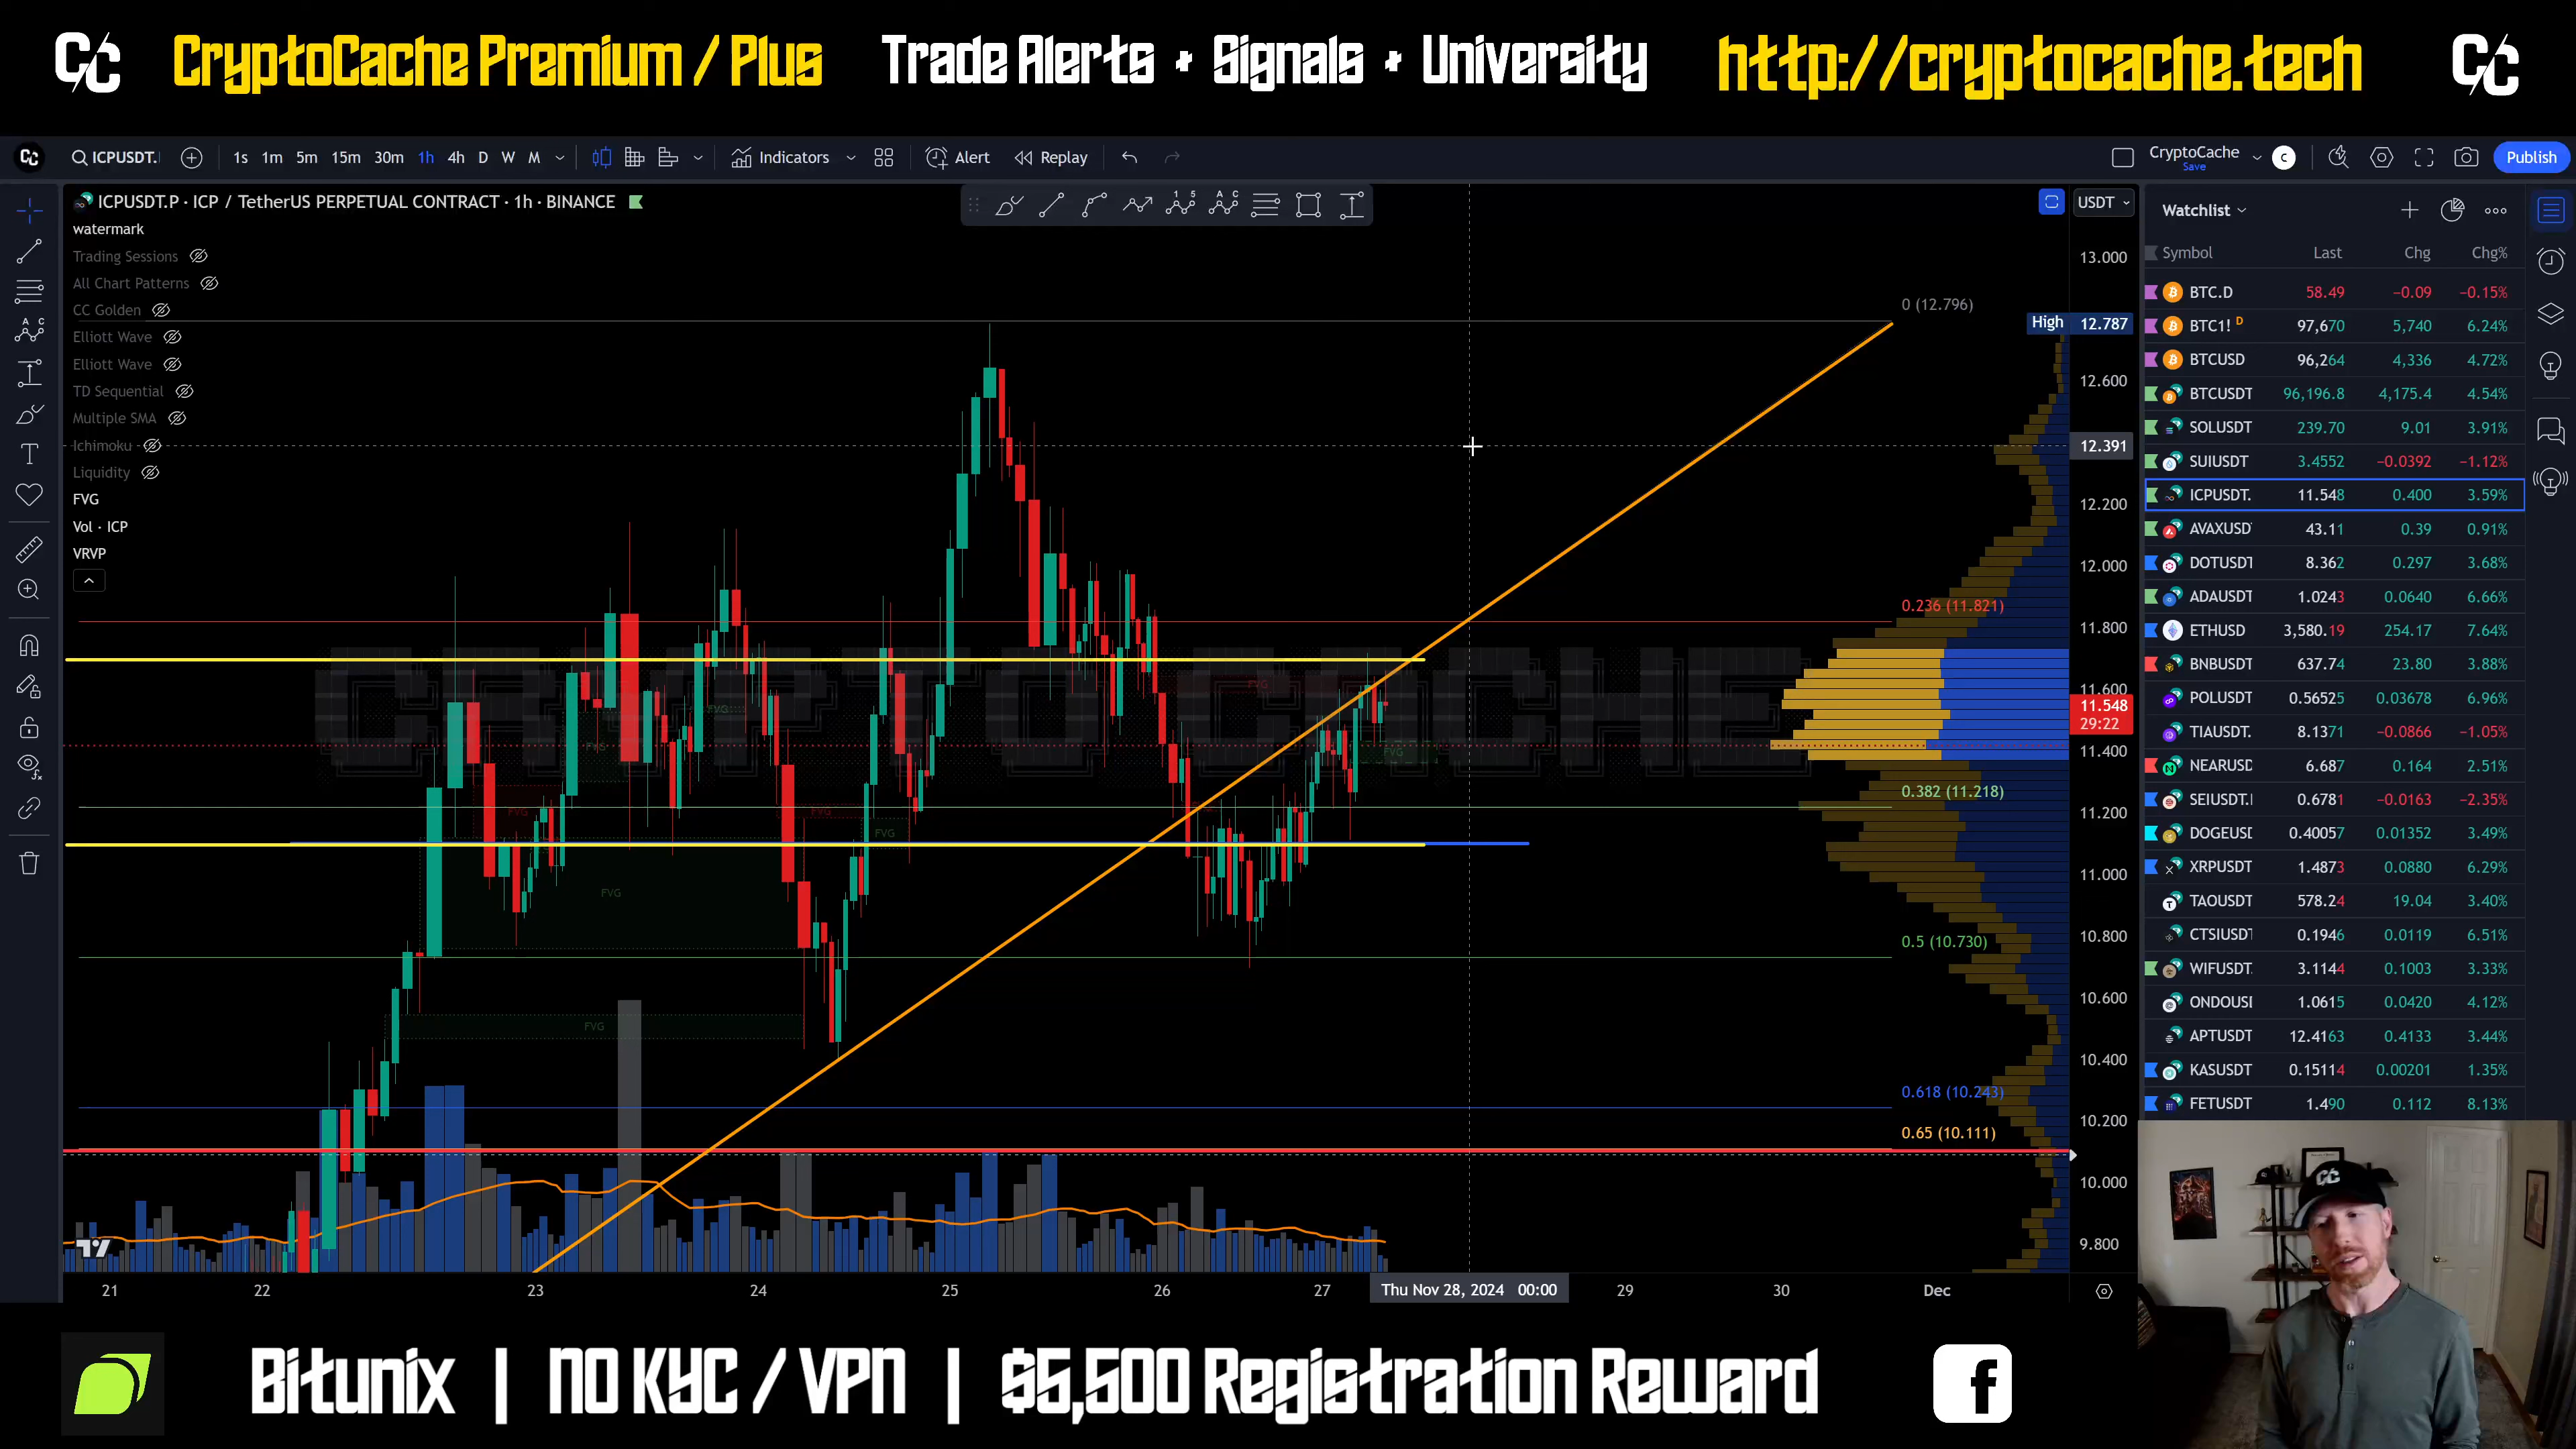 CC CryptoCache Premium / Plus Trade Alerts + Signals + University http://cryptocache.tech CC
CC ICPUSDT. 1s 1m 5m 15m 30m 1h 4h D W M Indicators Alert Replay CryptoCache Save C Publish
ICPUSDT.P · ICP / TetherUS PERPETUAL CONTRACT · 1h · BINANCE
USDT
watermark
Trading Sessions
All Chart Patterns
CC Golden
Elliott Wave
Elliott Wave
TD Sequential
Multiple SMA
Ichimoku
Liquidity
FVG
Vol · ICP
VRVP
CRYPTO CACHE
FVG
FVG
FVG
FVG
FVG
FVG
FVG
FVG
FVG
0 (12.796)
0.236 (11.821)
0.382 (11.218)
0.5 (10.730)
0.618 (10.243)
0.65 (10.111)
13.000
High 12.787
12.600
12.391
12.200
12.000
11.800
11.600
11.548
29:22
11.400
11.200
11.000
10.800
10.600
10.400
10.200
10.000
9.800
21 22 23 24 25 26 27 Thu Nov 28, 2024 00:00 29 30 Dec
Watchlist
Symbol Last Chg Chg%
BTC.D 58.49 −0.09 −0.15%
BTC1! D 97,670 5,740 6.24%
BTCUSD 96,264 4,336 4.72%
BTCUSDT 96,196.8 4,175.4 4.54%
SOLUSDT 239.70 9.01 3.91%
SUIUSDT 3.4552 −0.0392 −1.12%
ICPUSDT. 11.548 0.400 3.59%
AVAXUSD 43.11 0.39 0.91%
DOTUSDT 8.362 0.297 3.68%
ADAUSDT 1.0243 0.0640 6.66%
ETHUSD 3,580.19 254.17 7.64%
BNBUSDT 637.74 23.80 3.88%
POLUSDT 0.56525 0.03678 6.96%
TIAUSDT. 8.1371 −0.0866 −1.05%
NEARUSD 6.687 0.164 2.51%
SEIUSDT. 0.6781 −0.0163 −2.35%
DOGEUSD 0.40057 0.01352 3.49%
XRPUSDT 1.4873 0.0880 6.29%
TAOUSDT 578.24 19.04 3.40%
CTSIUSDT 0.1946 0.0119 6.51%
WIFUSDT 3.1144 0.1003 3.33%
ONDOUSD 1.0615 0.0420 4.12%
APTUSDT 12.4163 0.4133 3.44%
KASUSDT 0.15114 0.00201 1.35%
FETUSDT 1.490 0.112 8.13%
CC
Bitunix | NO KYC / VPN | $5,500 Registration Reward f